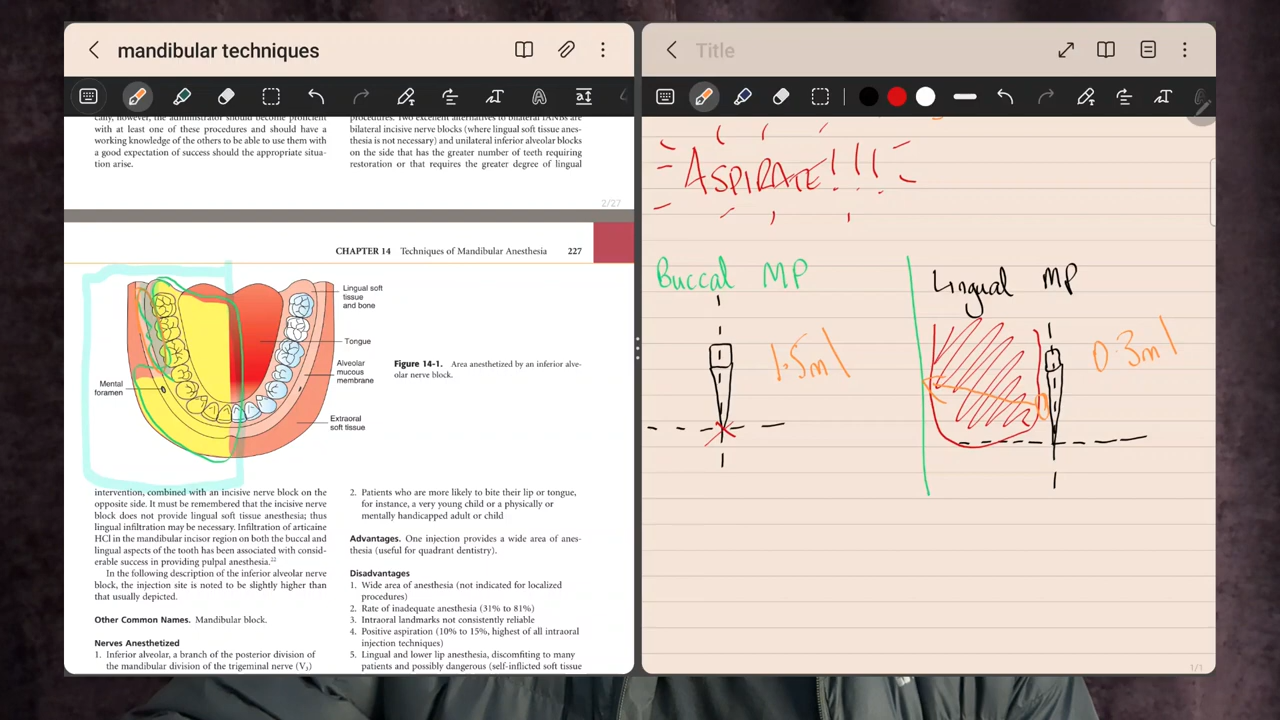 mandibular techniques
cally, however, the administrator should become proficient
with at least one of these procedures and should have a
working knowledge of the others to be able to use them with
a good expectation of success should the appropriate situa-
tion arise.
procedures. Two excellent alternatives to bilateral IANBs are
bilateral incisive nerve blocks (where lingual soft tissue anes-
thesia is not necessary) and unilateral inferior alveolar blocks
on the side that has the greater number of teeth requiring
restoration or that requires the greater degree of lingual
2/27
CHAPTER 14 Techniques of Mandibular Anesthesia 227
Lingual soft
tissue
and bone
Tongue
Alveolar
mucous
membrane
Mental
foramen
Extraoral
soft tissue
Figure 14-1. Area anesthetized by an inferior alve-
olar nerve block.
intervention, combined with an incisive nerve block on the
opposite side. It must be remembered that the incisive nerve
block does not provide lingual soft tissue anesthesia; thus
lingual infiltration may be necessary. Infiltration of articaine
HCl in the mandibular incisor region on both the buccal and
lingual aspects of the tooth has been associated with consid-
erable success in providing pulpal anesthesia.22
In the following description of the inferior alveolar nerve
block, the injection site is noted to be slightly higher than
that usually depicted.
Other Common Names. Mandibular block.
Nerves Anesthetized
1. Inferior alveolar, a branch of the posterior division of
the mandibular division of the trigeminal nerve (V3)
2. Patients who are more likely to bite their lip or tongue,
for instance, a very young child or a physically or
mentally handicapped adult or child
Advantages. One injection provides a wide area of anes-
thesia (useful for quadrant dentistry).
Disadvantages
1. Wide area of anesthesia (not indicated for localized
procedures)
2. Rate of inadequate anesthesia (31% to 81%)
3. Intraoral landmarks not consistently reliable
4. Positive aspiration (10% to 15%, highest of all intraoral
injection techniques)
5. Lingual and lower lip anesthesia, discomfiting to many
patients and possibly dangerous (self-inflicted soft tissue
Title
ASPIRATE!!!
Buccal MP
1.5ml
Lingual MP
0.3ml
1/1